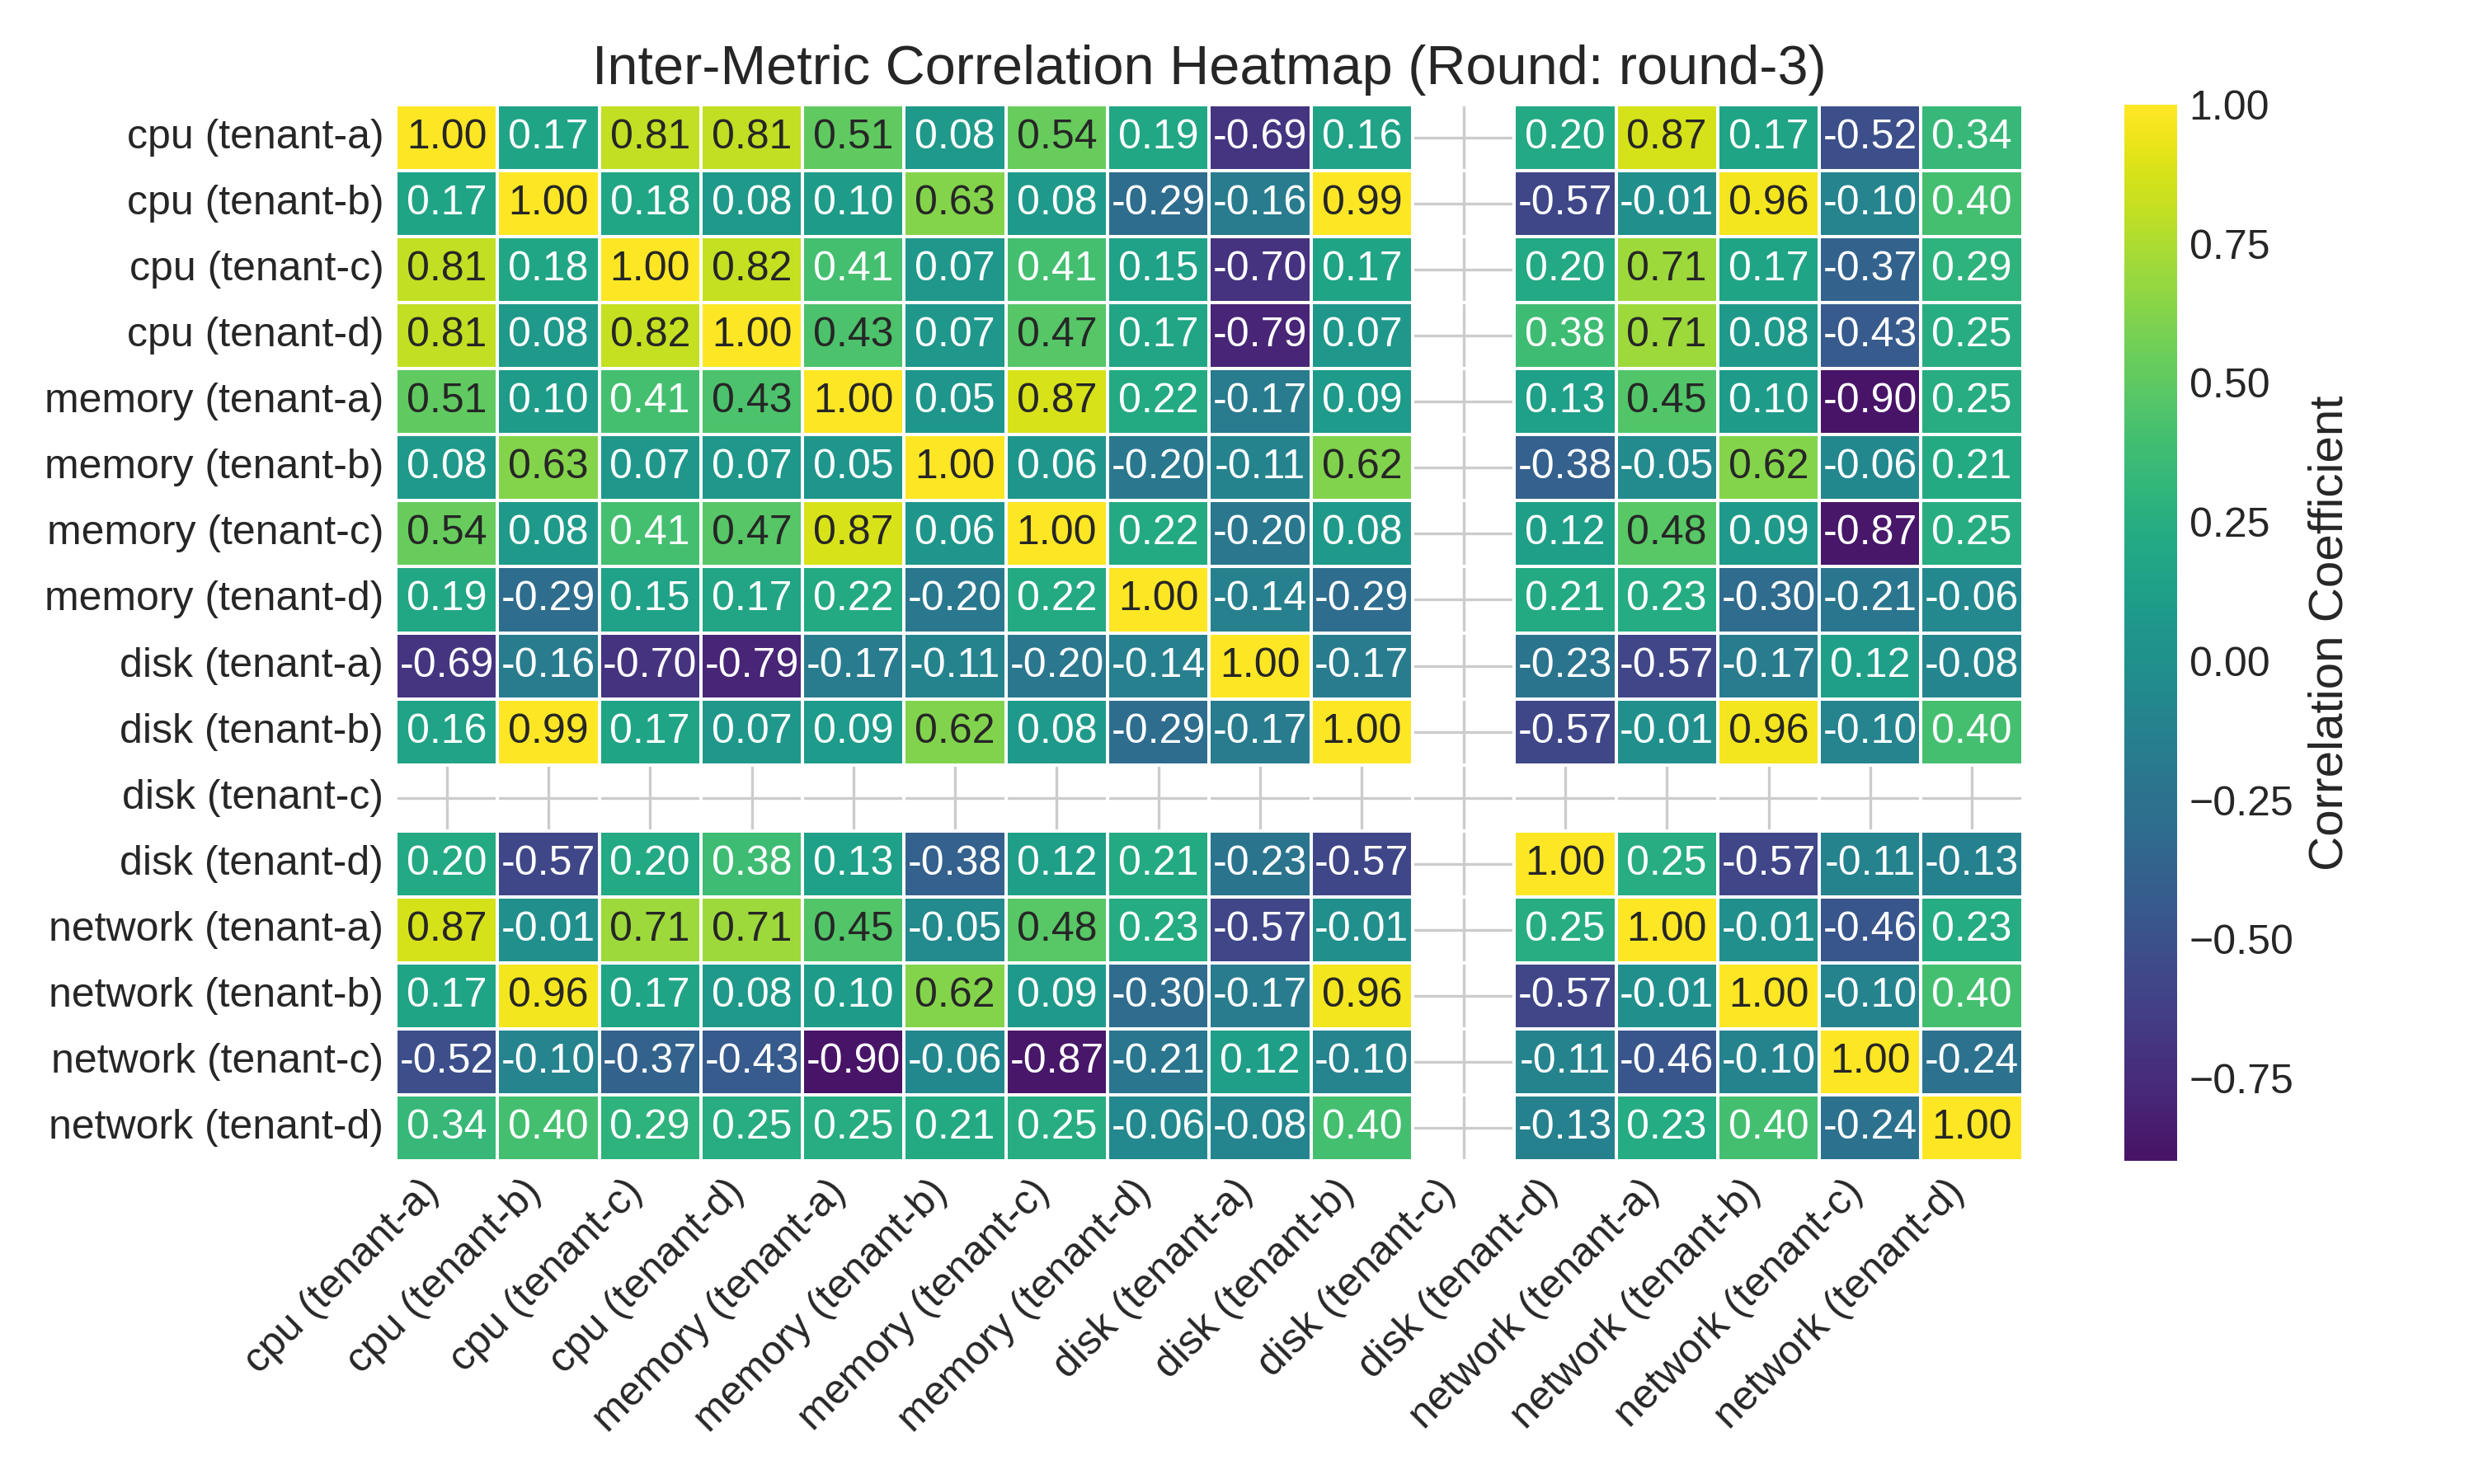 Inter-Metric Correlation Heatmap (Round: round-3)
cpu (tenant-a) 1.00 0.17 0.81 0.81 0.51 0.08 0.54 0.19 -0.69 0.16 0.20 0.87 0.17 -0.52 0.34
cpu (tenant-b) 0.17 1.00 0.18 0.08 0.10 0.63 0.08 -0.29 -0.16 0.99 -0.57 -0.01 0.96 -0.10 0.40
cpu (tenant-c) 0.81 0.18 1.00 0.82 0.41 0.07 0.41 0.15 -0.70 0.17 0.20 0.71 0.17 -0.37 0.29
cpu (tenant-d) 0.81 0.08 0.82 1.00 0.43 0.07 0.47 0.17 -0.79 0.07 0.38 0.71 0.08 -0.43 0.25
memory (tenant-a) 0.51 0.10 0.41 0.43 1.00 0.05 0.87 0.22 -0.17 0.09 0.13 0.45 0.10 -0.90 0.25
memory (tenant-b) 0.08 0.63 0.07 0.07 0.05 1.00 0.06 -0.20 -0.11 0.62 -0.38 -0.05 0.62 -0.06 0.21
memory (tenant-c) 0.54 0.08 0.41 0.47 0.87 0.06 1.00 0.22 -0.20 0.08 0.12 0.48 0.09 -0.87 0.25
memory (tenant-d) 0.19 -0.29 0.15 0.17 0.22 -0.20 0.22 1.00 -0.14 -0.29 0.21 0.23 -0.30 -0.21 -0.06
disk (tenant-a) -0.69 -0.16 -0.70 -0.79 -0.17 -0.11 -0.20 -0.14 1.00 -0.17 -0.23 -0.57 -0.17 0.12 -0.08
disk (tenant-b) 0.16 0.99 0.17 0.07 0.09 0.62 0.08 -0.29 -0.17 1.00 -0.57 -0.01 0.96 -0.10 0.40
disk (tenant-c)
disk (tenant-d) 0.20 -0.57 0.20 0.38 0.13 -0.38 0.12 0.21 -0.23 -0.57 1.00 0.25 -0.57 -0.11 -0.13
network (tenant-a) 0.87 -0.01 0.71 0.71 0.45 -0.05 0.48 0.23 -0.57 -0.01 0.25 1.00 -0.01 -0.46 0.23
network (tenant-b) 0.17 0.96 0.17 0.08 0.10 0.62 0.09 -0.30 -0.17 0.96 -0.57 -0.01 1.00 -0.10 0.40
network (tenant-c) -0.52 -0.10 -0.37 -0.43 -0.90 -0.06 -0.87 -0.21 0.12 -0.10 -0.11 -0.46 -0.10 1.00 -0.24
network (tenant-d) 0.34 0.40 0.29 0.25 0.25 0.21 0.25 -0.06 -0.08 0.40 -0.13 0.23 0.40 -0.24 1.00
cpu (tenant-a)
cpu (tenant-b)
cpu (tenant-c)
cpu (tenant-d)
memory (tenant-a)
memory (tenant-b)
memory (tenant-c)
memory (tenant-d)
disk (tenant-a)
disk (tenant-b)
disk (tenant-c)
disk (tenant-d)
network (tenant-a)
network (tenant-b)
network (tenant-c)
network (tenant-d)
1.00
0.75
0.50
0.25
0.00
−0.25
−0.50
−0.75
Correlation Coefficient